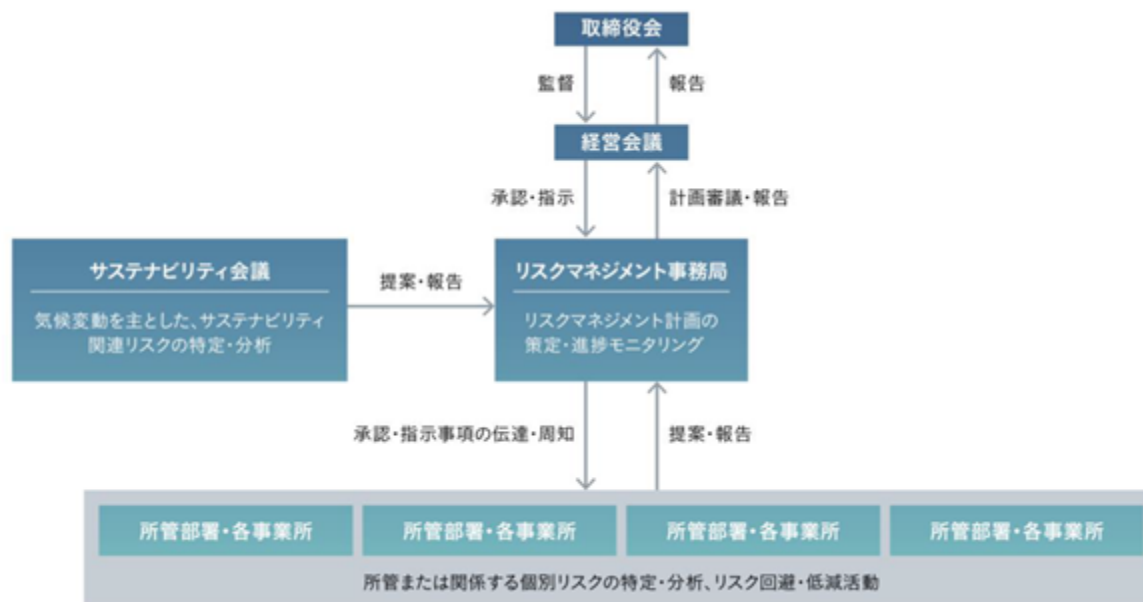 取締役会
監督
報告
経営会議
承認・指示
計画審議・報告
サステナビリティ会議
気候変動を主とした、サステナビリティ
関連リスクの特定・分析
提案・報告
リスクマネジメント事務局
リスクマネジメント計画の
策定・進捗モニタリング
承認・指示事項の伝達・周知
提案・報告
所管部署・各事業所
所管部署・各事業所
所管部署・各事業所
所管部署・各事業所
所管または関係する個別リスクの特定・分析、リスク回避・低減活動